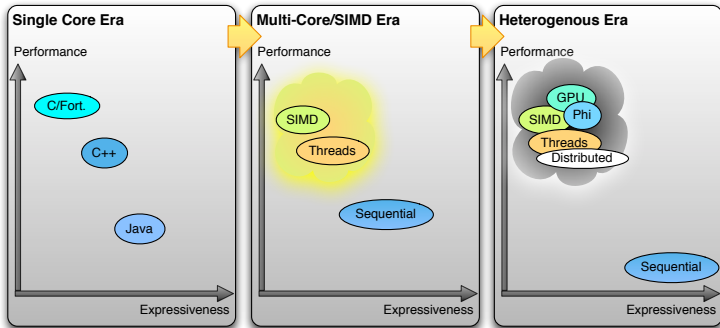 Single Core Era
Performance
C/Fort.
C++
Java
Expressiveness
Multi-Core/SIMD Era
Performance
SIMD
Threads
Sequential
Expressiveness
Heterogenous Era
Performance
GPU
Phi
SIMD
Threads
Distributed
Sequential
Expressiveness